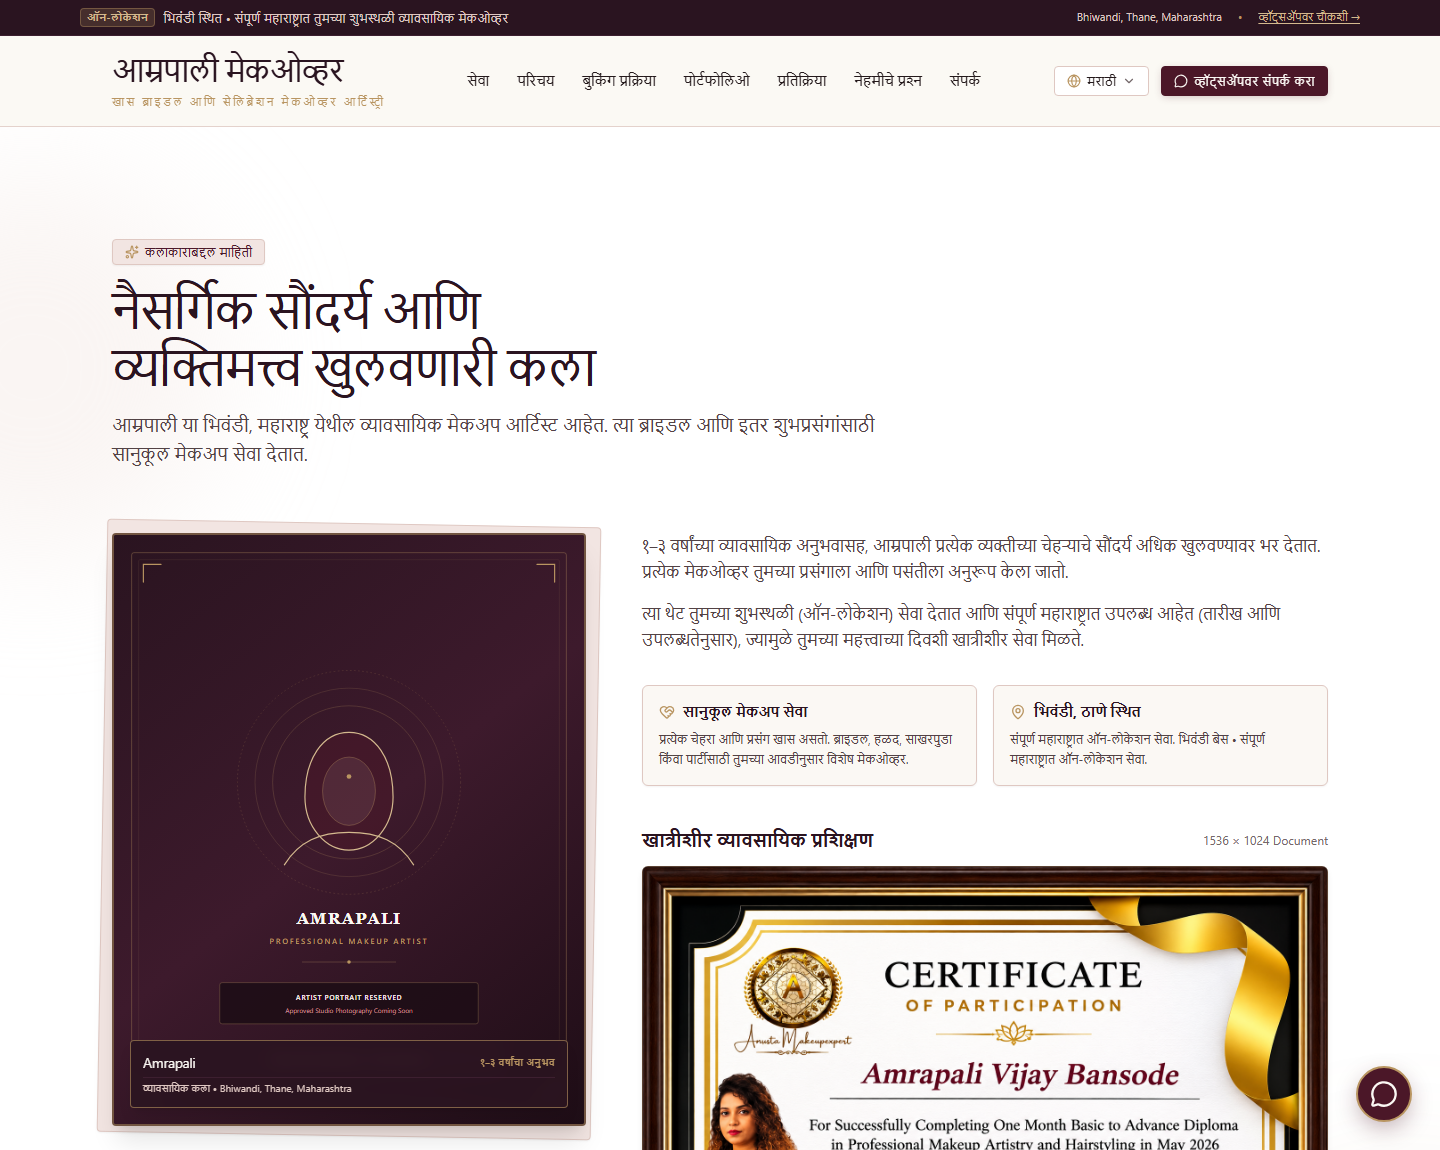 ऑन-लोकेशन भिवंडी स्थित • संपूर्ण महाराष्ट्रात तुमच्या शुभस्थळी व्यावसायिक मेकओव्हर
Bhiwandi, Thane, Maharashtra • व्हॉट्सॲपवर चौकशी →
आम्रपाली मेकओव्हर
खास ब्राइडल आणि सेलिब्रेशन मेकओव्हर आर्टिस्ट्री
सेवा परिचय बुकिंग प्रक्रिया पोर्टफोलिओ प्रतिक्रिया नेहमीचे प्रश्न संपर्क
मराठी
व्हॉट्सॲपवर संपर्क करा
कलाकाराबद्दल माहिती
नैसर्गिक सौंदर्य आणि
व्यक्तिमत्त्व खुलवणारी कला
आम्रपाली या भिवंडी, महाराष्ट्र येथील व्यावसायिक मेकअप आर्टिस्ट आहेत. त्या ब्राइडल आणि इतर शुभप्रसंगांसाठी
सानुकूल मेकअप सेवा देतात.
AMRAPALI
PROFESSIONAL MAKEUP ARTIST
ARTIST PORTRAIT RESERVED
Approved Studio Photography Coming Soon
Amrapali १–३ वर्षांचा अनुभव
व्यावसायिक कला • Bhiwandi, Thane, Maharashtra
१–३ वर्षांच्या व्यावसायिक अनुभवासह, आम्रपाली प्रत्येक व्यक्तीच्या चेहऱ्याचे सौंदर्य अधिक खुलवण्यावर भर देतात.
प्रत्येक मेकओव्हर तुमच्या प्रसंगाला आणि पसंतीला अनुरूप केला जातो.
त्या थेट तुमच्या शुभस्थळी (ऑन-लोकेशन) सेवा देतात आणि संपूर्ण महाराष्ट्रात उपलब्ध आहेत (तारीख आणि
उपलब्धतेनुसार), ज्यामुळे तुमच्या महत्त्वाच्या दिवशी खात्रीशीर सेवा मिळते.
सानुकूल मेकअप सेवा
प्रत्येक चेहरा आणि प्रसंग खास असतो. ब्राइडल, हळद, साखरपुडा
किंवा पार्टीसाठी तुमच्या आवडीनुसार विशेष मेकओव्हर.
भिवंडी, ठाणे स्थित
संपूर्ण महाराष्ट्रात ऑन-लोकेशन सेवा. भिवंडी बेस • संपूर्ण
महाराष्ट्रात ऑन-लोकेशन सेवा.
खात्रीशीर व्यावसायिक प्रशिक्षण
1536 × 1024 Document
A
Anusta Makeupexpert
CERTIFICATE
OF PARTICIPATION
Amrapali Vijay Bansode
For Successfully Completing One Month Basic to Advance Diploma
in Professional Makeup Artistry and Hairstyling in May 2026